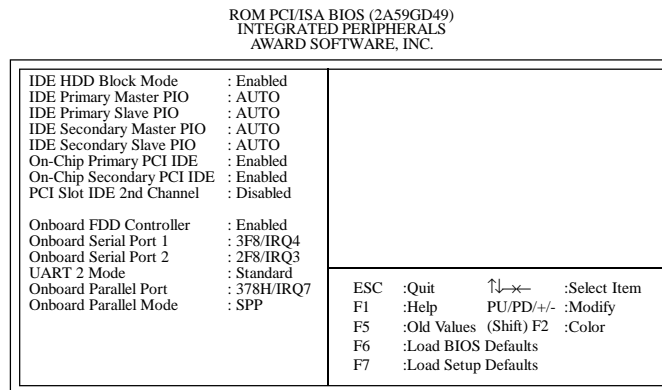 ROM PCI/ISA BIOS (2A59GD49)
INTEGRATED PERIPHERALS
AWARD SOFTWARE, INC.
IDE HDD Block Mode : Enabled
IDE Primary Master PIO : AUTO
IDE Primary Slave PIO : AUTO
IDE Secondary Master PIO : AUTO
IDE Secondary Slave PIO : AUTO
On-Chip Primary PCI IDE : Enabled
On-Chip Secondary PCI IDE : Enabled
PCI Slot IDE 2nd Channel : Disabled
Onboard FDD Controller : Enabled
Onboard Serial Port 1 : 3F8/IRQ4
Onboard Serial Port 2 : 2F8/IRQ3
UART 2 Mode : Standard
Onboard Parallel Port : 378H/IRQ7
Onboard Parallel Mode : SPP
ESC :Quit ↑↓→← :Select Item
F1 :Help PU/PD/+/- :Modify
F5 :Old Values (Shift) F2 :Color
F6 :Load BIOS Defaults
F7 :Load Setup Defaults